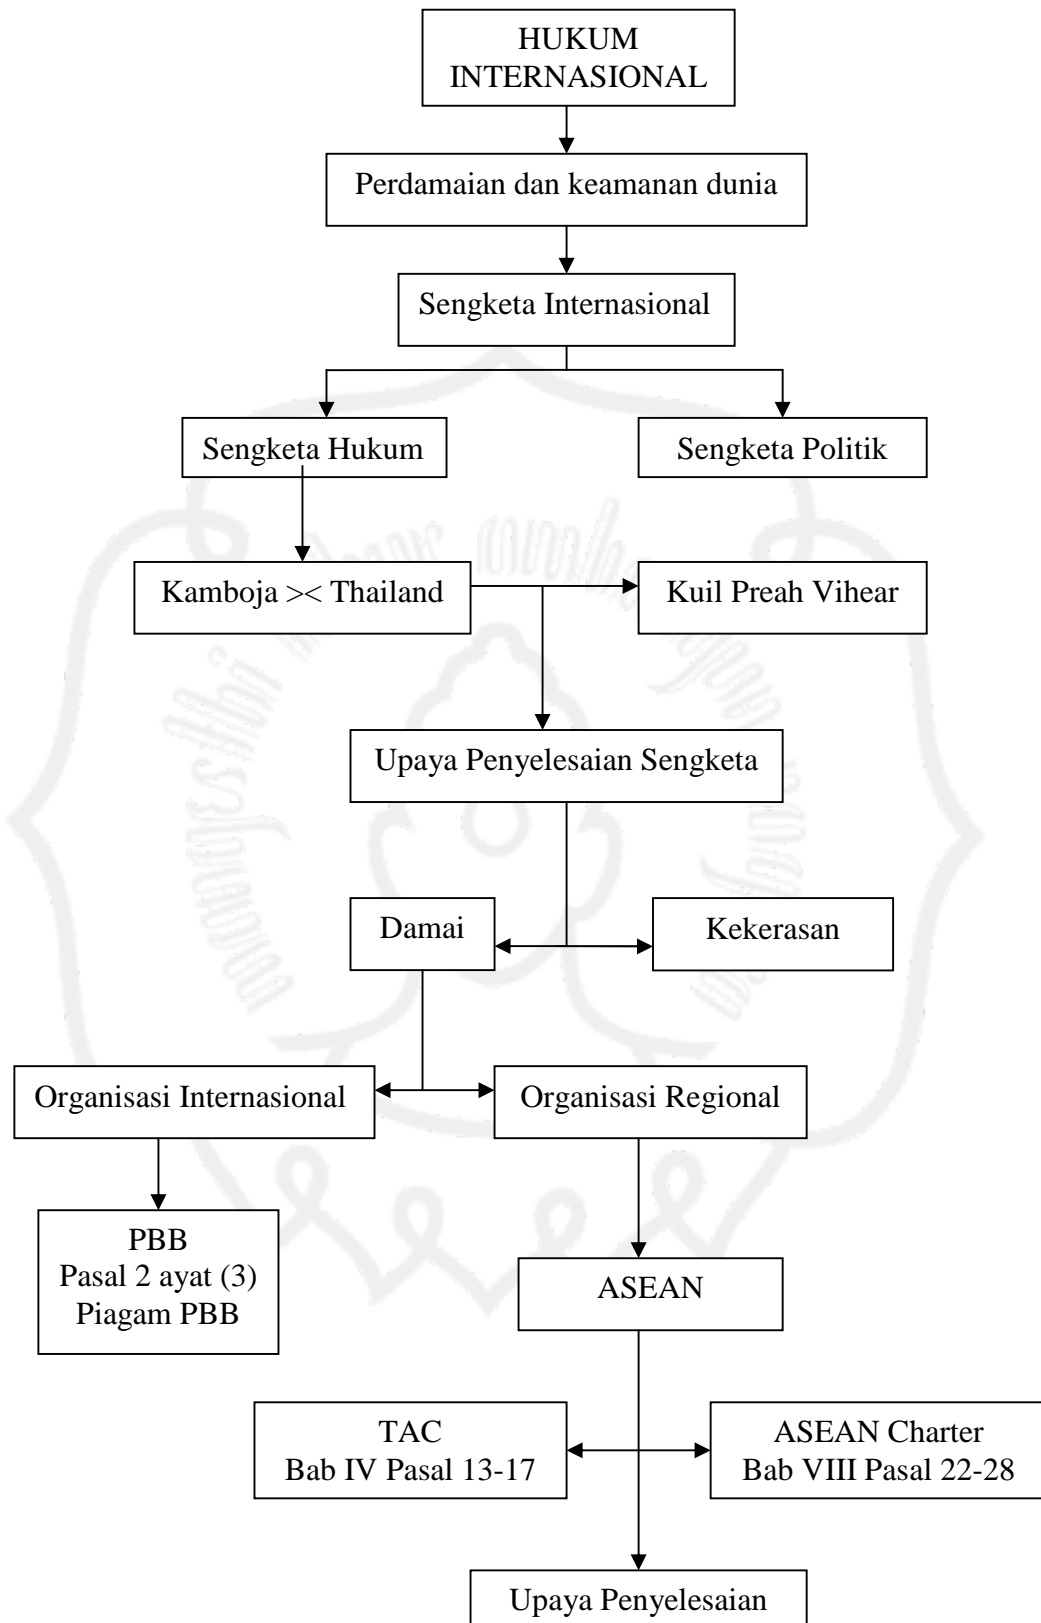 HUKUM
INTERNASIONAL
Perdamaian dan keamanan dunia
Sengketa Internasional
Sengketa Hukum
Sengketa Politik
Kamboja >< Thailand
Kuil Preah Vihear
Upaya Penyelesaian Sengketa
Damai
Kekerasan
Organisasi Internasional
Organisasi Regional
PBB
Pasal 2 ayat (3)
Piagam PBB
ASEAN
TAC
Bab IV Pasal 13-17
ASEAN Charter
Bab VIII Pasal 22-28
Upaya Penyelesaian